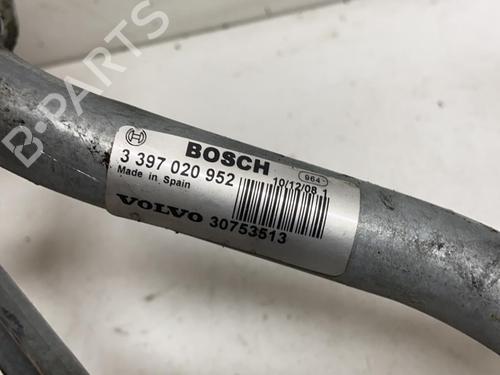 BOSCH
3 397 020 952
Made in Spain
10/12/08 1
964
VOLVO 30753513
B-PARTS